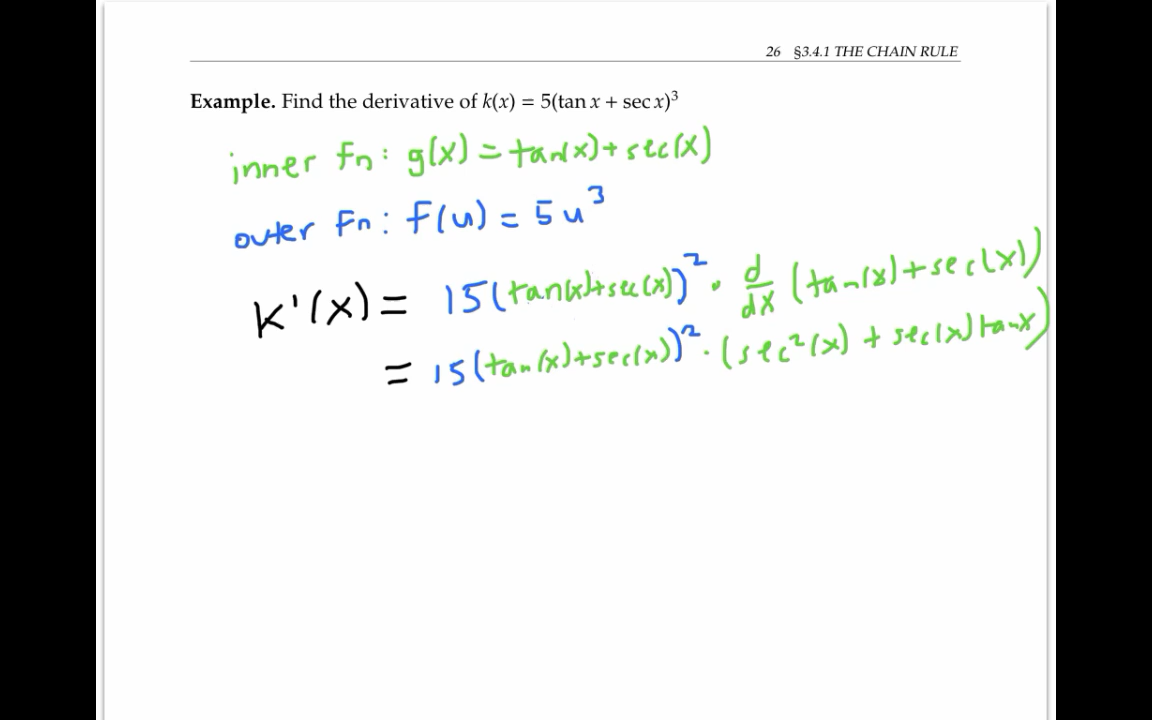 26 §3.4.1 THE CHAIN RULE
Example. Find the derivative of k(x) = 5(tan x + sec x)³
inner fn: g(x) = tan(x) + sec(x)
outer fn: f(u) = 5u³
k'(x) = 15(tan(x)+sec(x))² · d/dx (tan(x)+sec(x))
= 15(tan(x)+sec(x))² · (sec²(x) + sec(x)tanx)